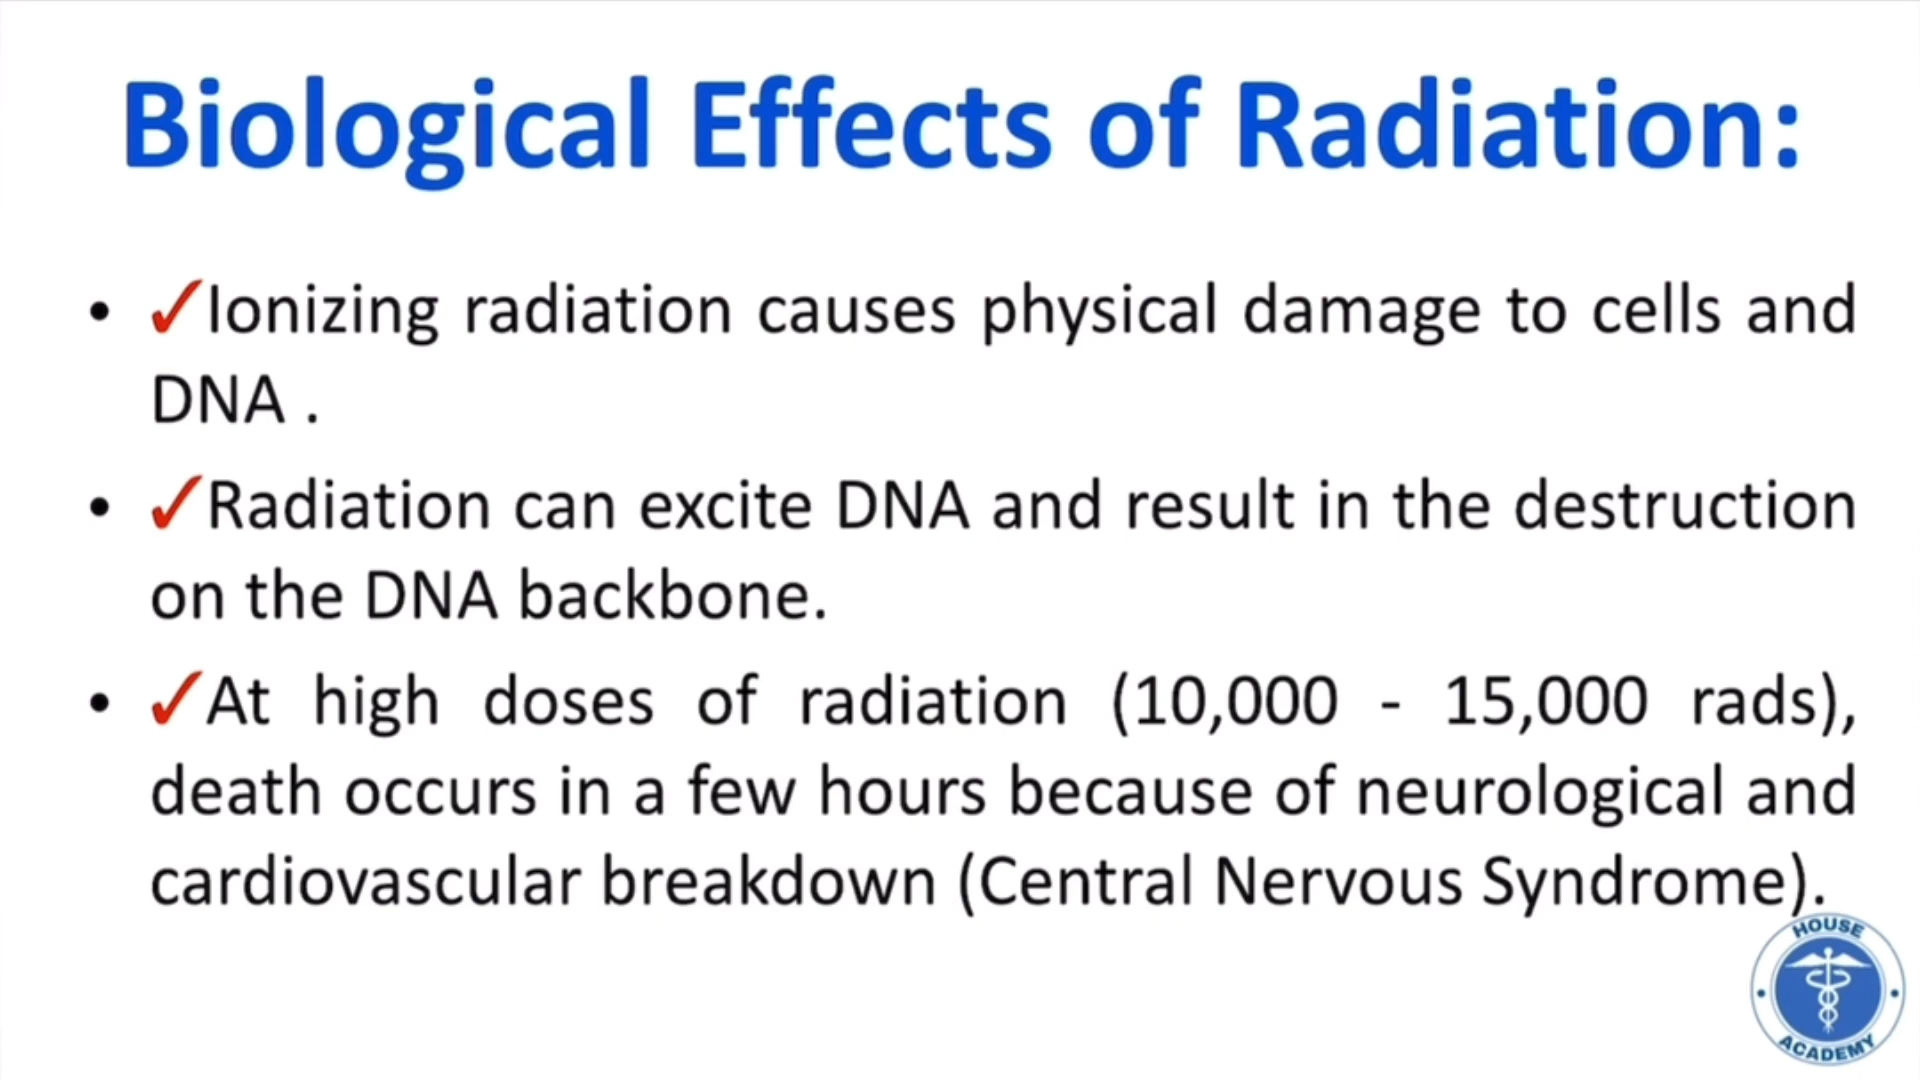 Biological Effects of Radiation:
• ✓Ionizing radiation causes physical damage to cells and
DNA .
• ✓Radiation can excite DNA and result in the destruction
on the DNA backbone.
• ✓At high doses of radiation (10,000 - 15,000 rads),
death occurs in a few hours because of neurological and
cardiovascular breakdown (Central Nervous Syndrome).
HOUSE
ACADEMY